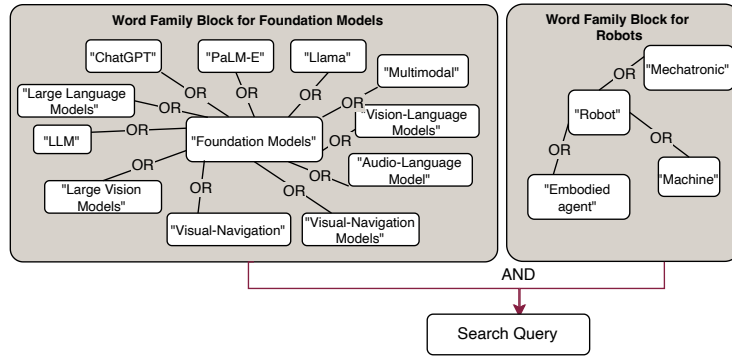 Word Family Block for Foundation Models
"ChatGPT"
"PaLM-E"
"Llama"
"Multimodal"
OR
OR
OR
OR
"Large Language
Models"
OR
"Vision-Language
Models"
OR
"LLM"
OR
"Foundation Models"
"Audio-Language
Model"
OR
"Large Vision
Models"
OR
OR
OR
"Visual-Navigation"
"Visual-Navigation
Models"
Word Family Block for
Robots
"Mechatronic"
OR
"Robot"
OR
OR
"Embodied
agent"
"Machine"
AND
Search Query